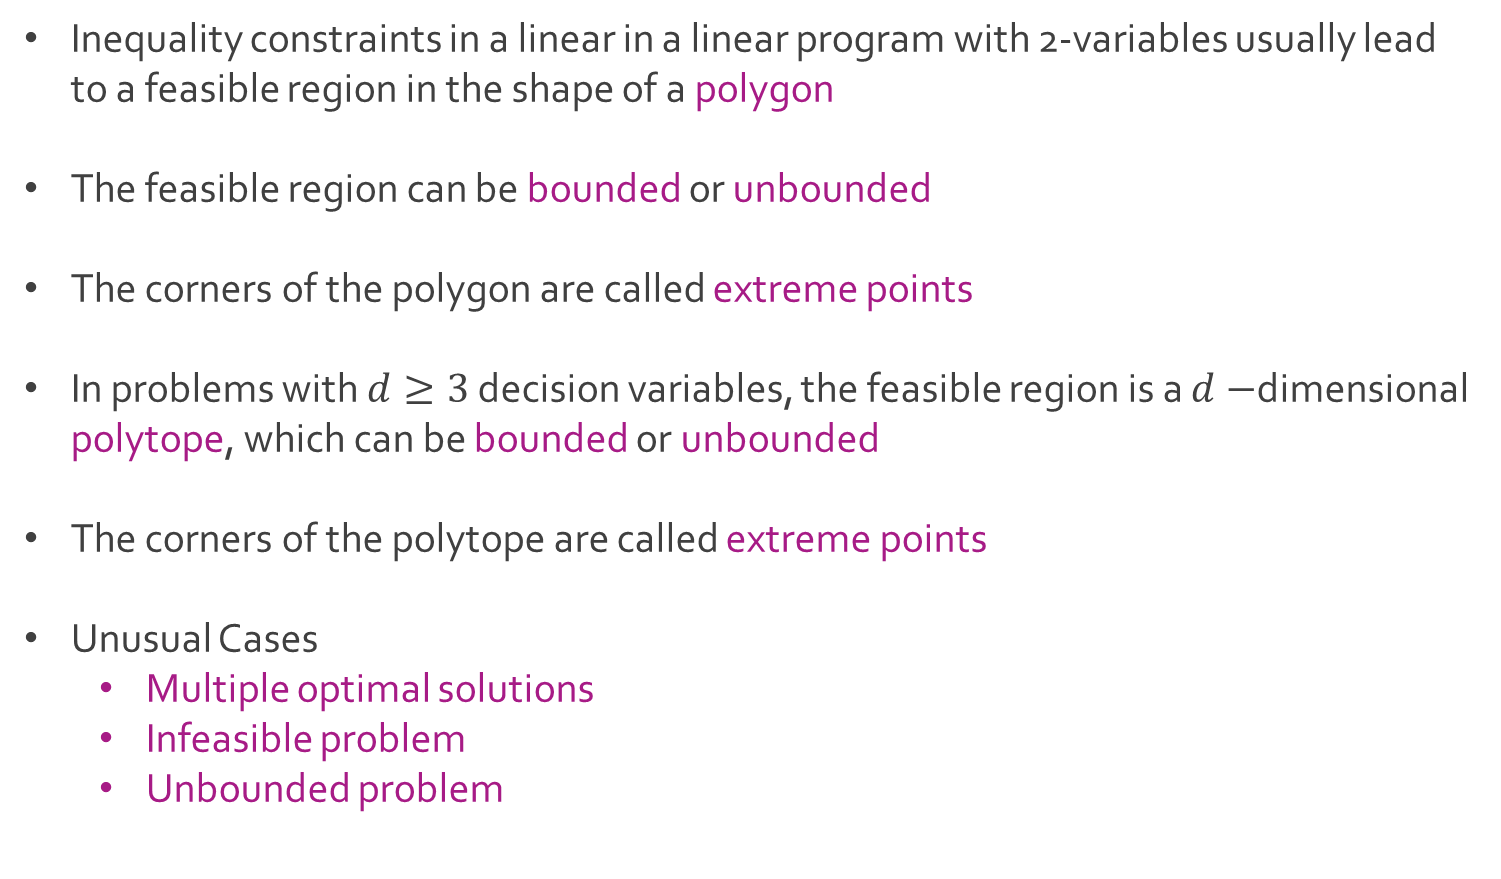 • Inequality constraints in a linear in a linear program with 2-variables usually lead
to a feasible region in the shape of a polygon
• The feasible region can be bounded or unbounded
• The corners of the polygon are called extreme points
• In problems with 𝑑 ≥ 3 decision variables, the feasible region is a 𝑑 −dimensional
polytope, which can be bounded or unbounded
• The corners of the polytope are called extreme points
• Unusual Cases
• Multiple optimal solutions
• Infeasible problem
• Unbounded problem